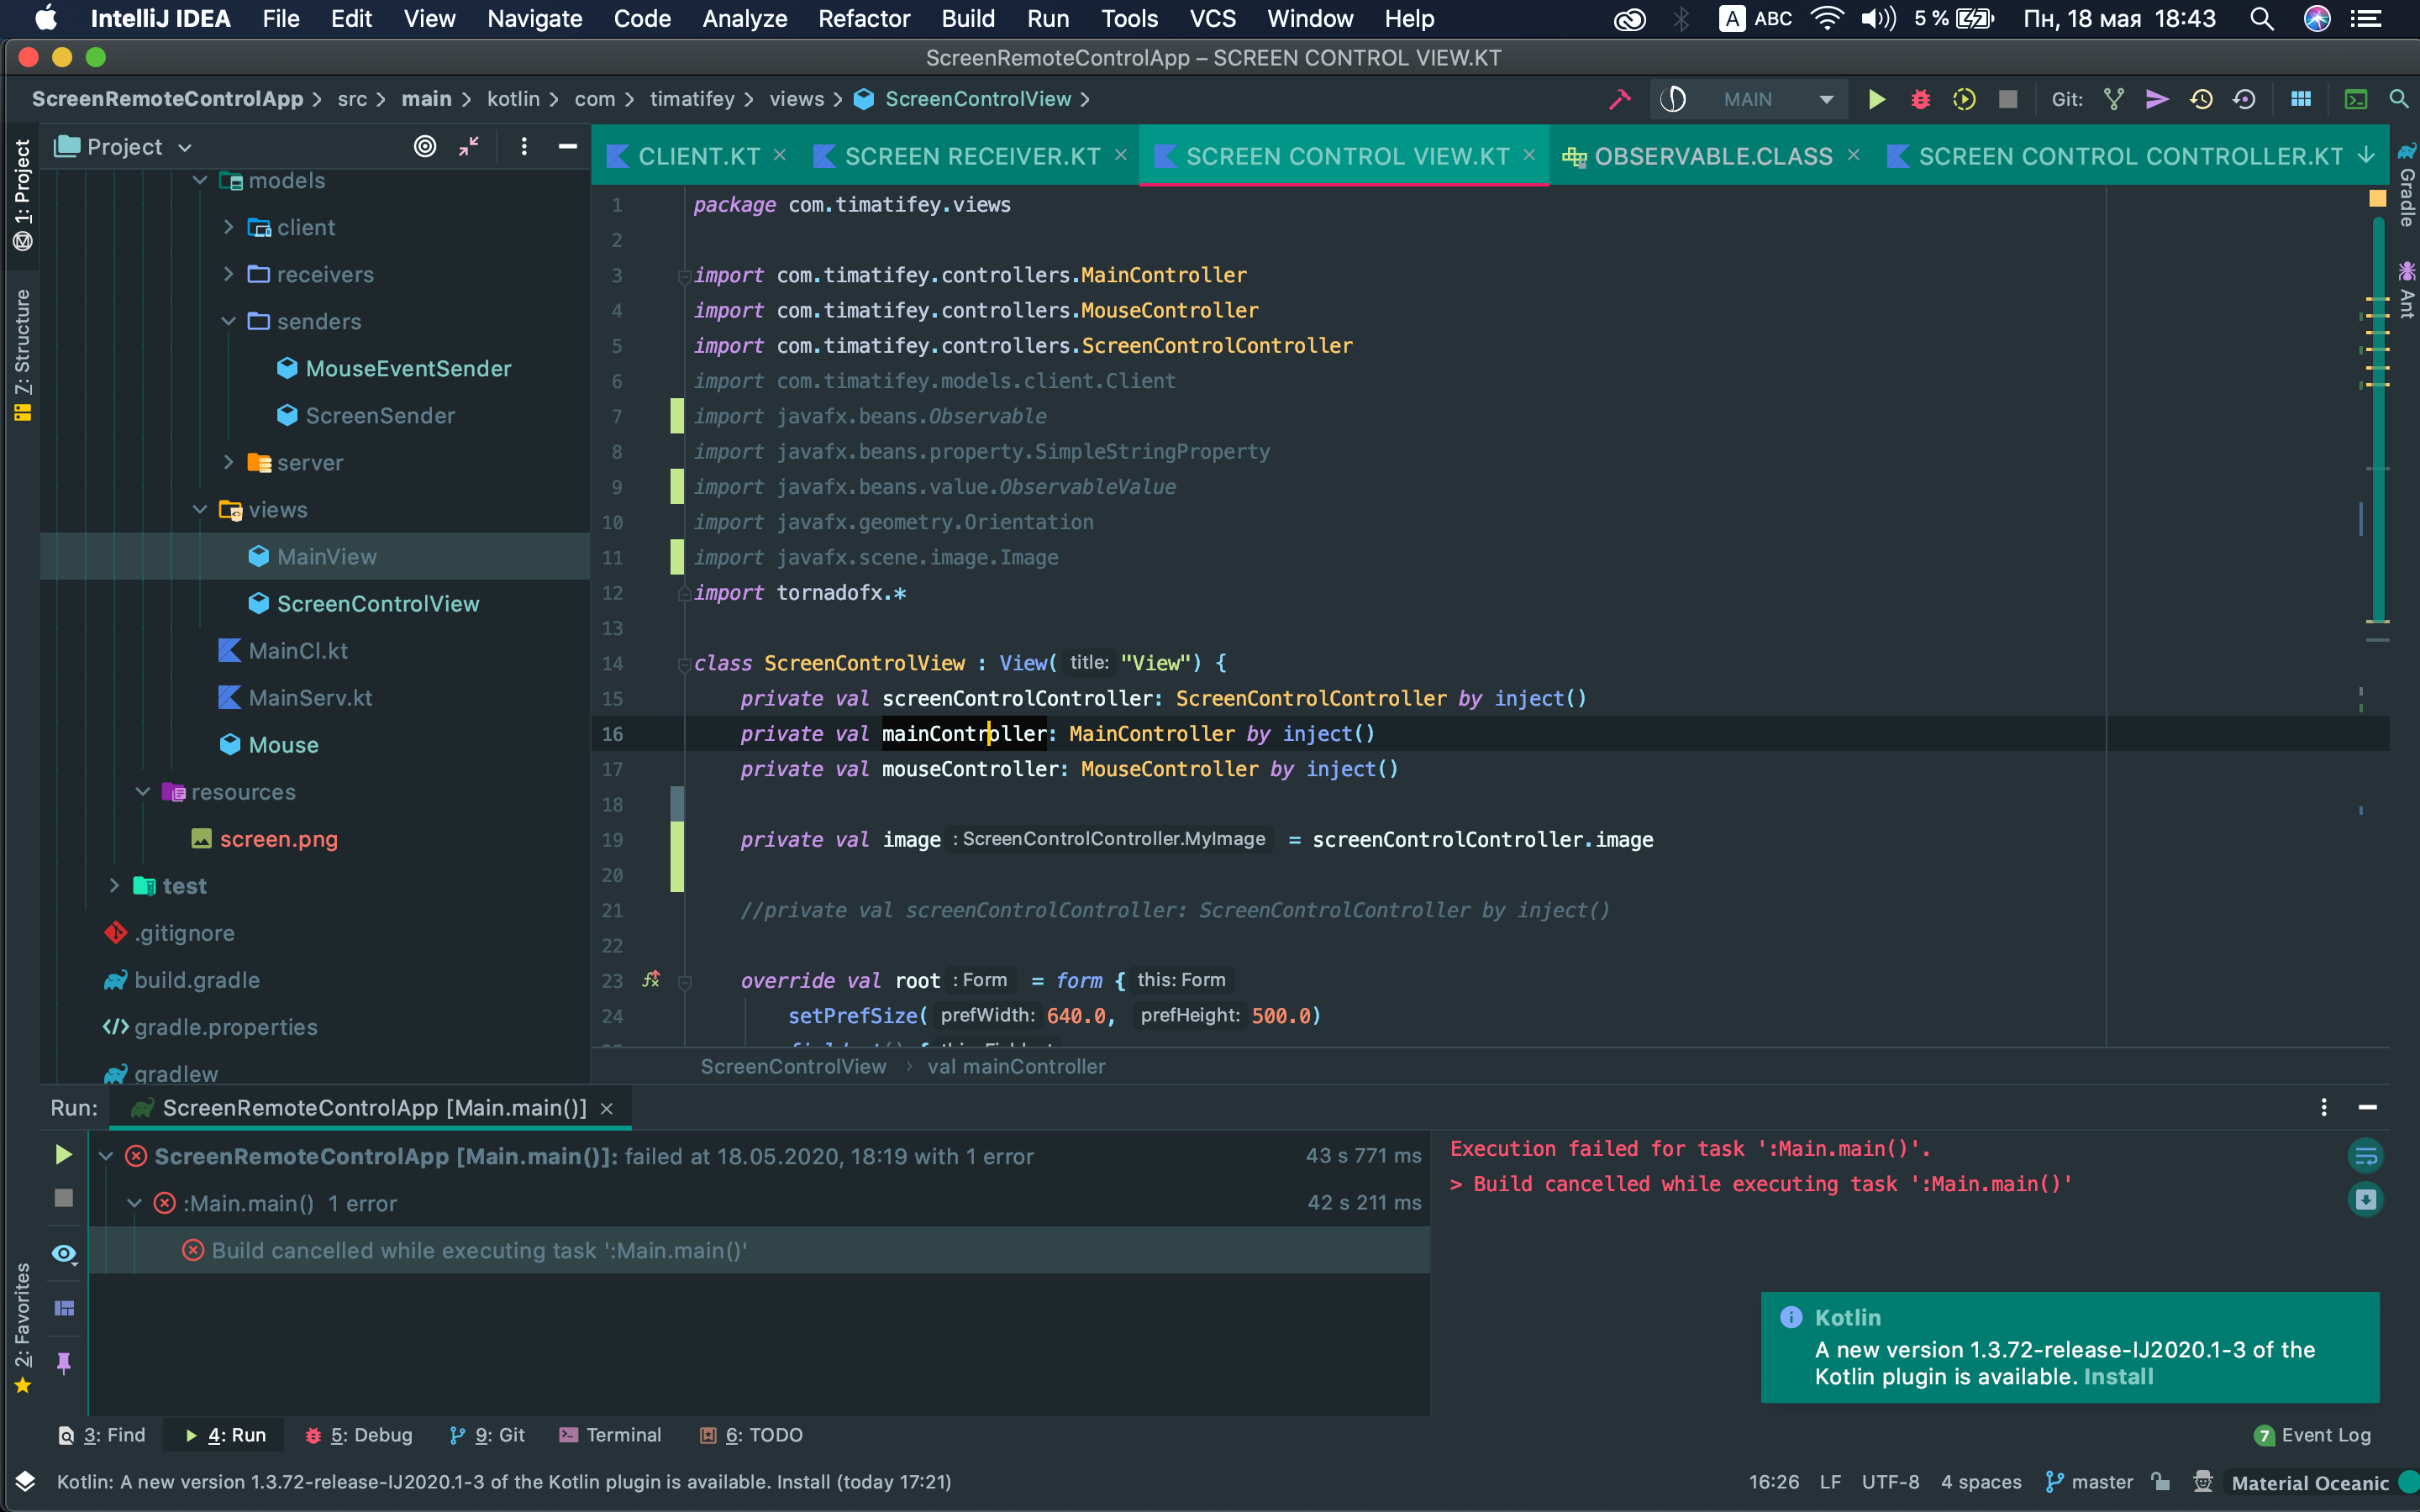 IntelliJ IDEA File Edit View Navigate Code Analyze Refactor Build Run Tools VCS Window Help A ABC 5 % Пн, 18 мая 18:43
ScreenRemoteControlApp – SCREEN CONTROL VIEW.KT
ScreenRemoteControlApp src main kotlin com timatifey views ScreenControlView MAIN Git:
Project
CLIENT.KT SCREEN RECEIVER.KT SCREEN CONTROL VIEW.KT OBSERVABLE.CLASS SCREEN CONTROL CONTROLLER.KT
1: Project
7: Structure
2: Favorites
Gradle
Ant
models
client
receivers
senders
MouseEventSender
ScreenSender
server
views
MainView
ScreenControlView
MainCl.kt
MainServ.kt
Mouse
resources
screen.png
test
.gitignore
build.gradle
gradle.properties
gradlew
1 package com.timatifey.views
2
3 import com.timatifey.controllers.MainController
4 import com.timatifey.controllers.MouseController
5 import com.timatifey.controllers.ScreenControlController
6 import com.timatifey.models.client.Client
7 import javafx.beans.Observable
8 import javafx.beans.property.SimpleStringProperty
9 import javafx.beans.value.ObservableValue
10 import javafx.geometry.Orientation
11 import javafx.scene.image.Image
12 import tornadofx.*
13
14 class ScreenControlView : View( title: "View") {
15 private val screenControlController: ScreenControlController by inject()
16 private val mainController: MainController by inject()
17 private val mouseController: MouseController by inject()
18
19 private val image : ScreenControlController.MyImage = screenControlController.image
20
21 //private val screenControlController: ScreenControlController by inject()
22
23 override val root : Form = form { this: Form
24 setPrefSize( prefWidth: 640.0, prefHeight: 500.0)
ScreenControlView val mainController
Run: ScreenRemoteControlApp [Main.main()]
ScreenRemoteControlApp [Main.main()]: failed at 18.05.2020, 18:19 with 1 error 43 s 771 ms
:Main.main() 1 error 42 s 211 ms
Build cancelled while executing task ':Main.main()'
Execution failed for task ':Main.main()'.
> Build cancelled while executing task ':Main.main()'
Kotlin
A new version 1.3.72-release-IJ2020.1-3 of the
Kotlin plugin is available. Install
3: Find 4: Run 5: Debug 9: Git Terminal 6: TODO 7 Event Log
Kotlin: A new version 1.3.72-release-IJ2020.1-3 of the Kotlin plugin is available. Install (today 17:21) 16:26 LF UTF-8 4 spaces master Material Oceanic